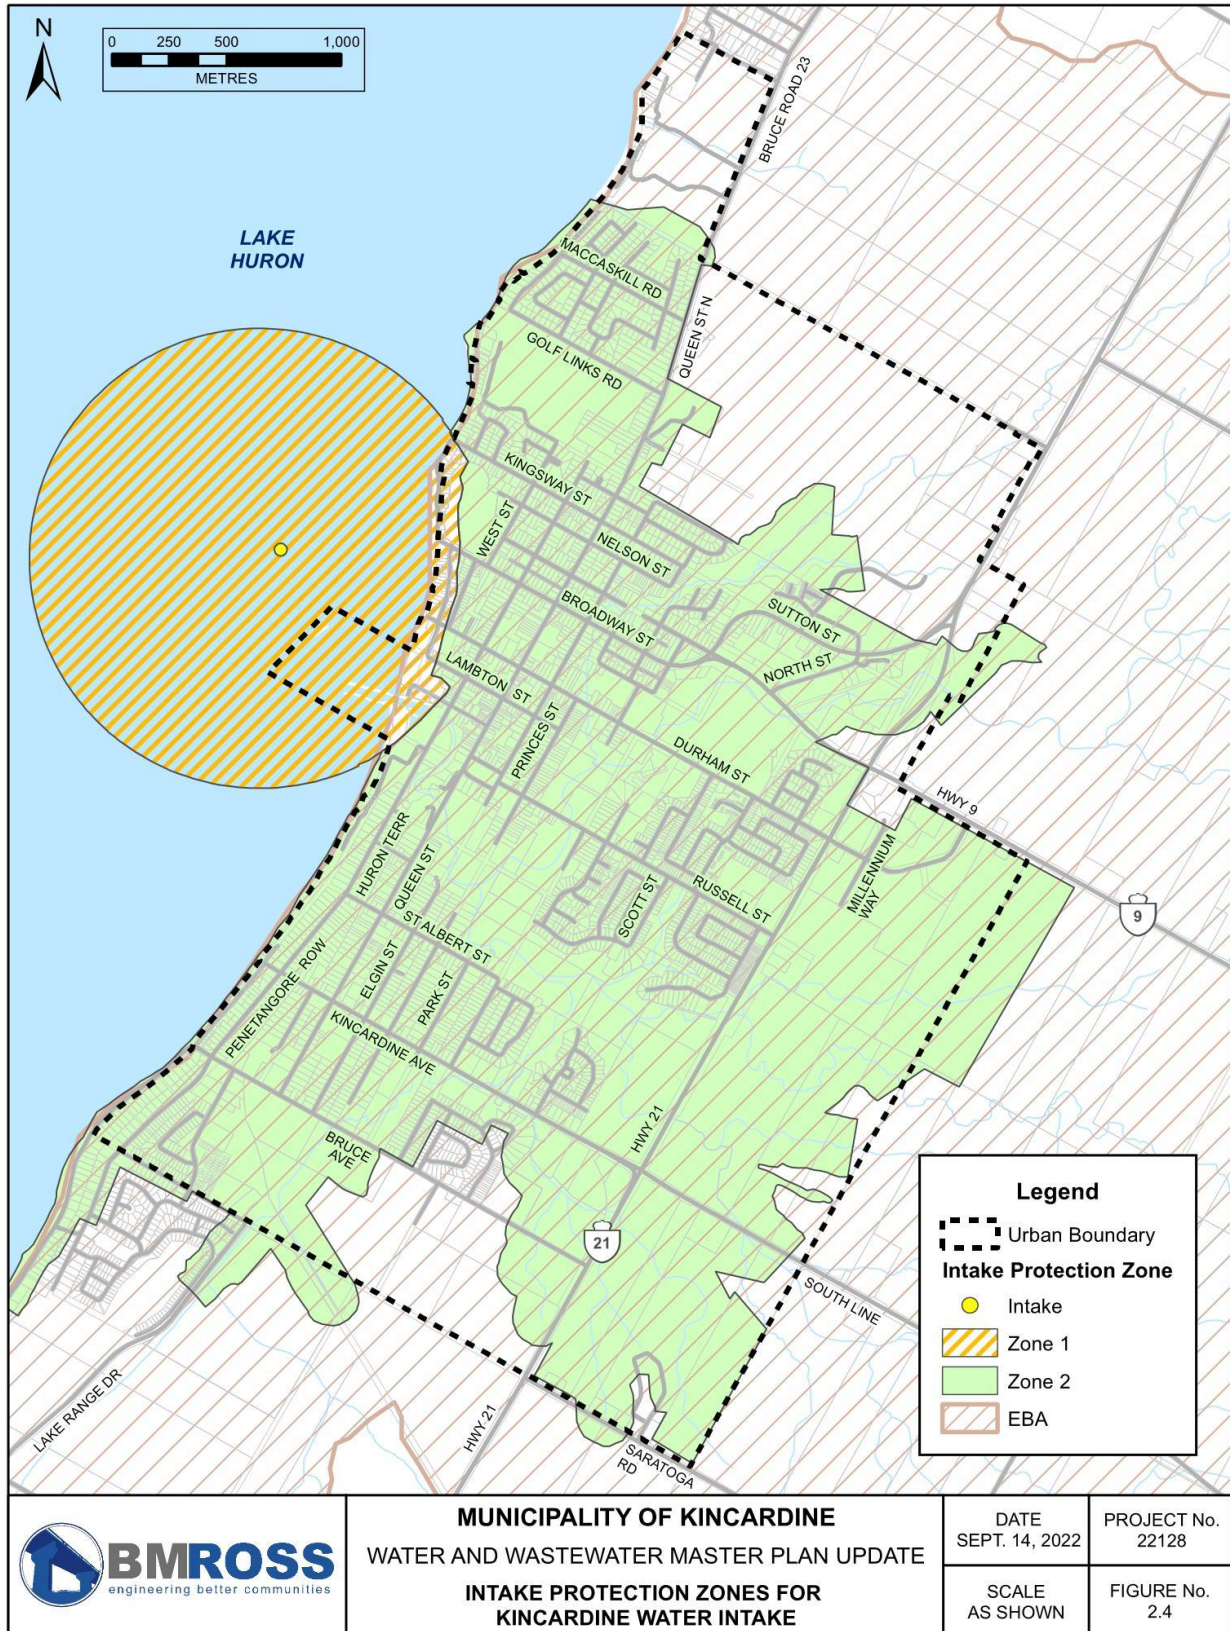 N
0 250 500 1,000
METRES
BRUCE ROAD 23
LAKE
HURON
MACCASKILL RD
QUEEN ST N
GOLF LINKS RD
KINGSWAY ST
WEST ST
NELSON ST
BROADWAY ST
SUTTON ST
NORTH ST
LAMBTON ST
PRINCES ST
DURHAM ST
HWY 9
9
HURON TERR
QUEEN ST
MILLENNIUM
WAY
RUSSELL ST
SCOTT ST
ST ALBERT ST
ELGIN ST
PARK ST
PENETANGORE ROW
KINCARDINE AVE
HWY 21
BRUCE
AVE
21
SOUTH LINE
LAKE RANGE DR
HWY 21
SARATOGA
RD
Legend
Urban Boundary
Intake Protection Zone
Intake
Zone 1
Zone 2
EBA
BMROSS
engineering better communities
MUNICIPALITY OF KINCARDINE
WATER AND WASTEWATER MASTER PLAN UPDATE
INTAKE PROTECTION ZONES FOR
KINCARDINE WATER INTAKE
DATE
SEPT. 14, 2022
PROJECT No.
22128
SCALE
AS SHOWN
FIGURE No.
2.4